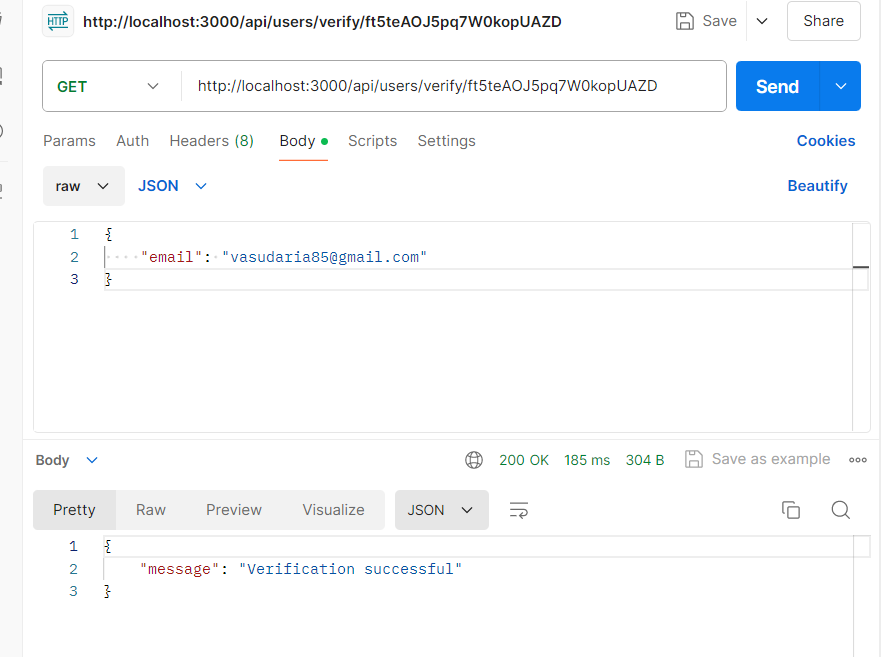 HTTP http://localhost:3000/api/users/verify/ft5teAOJ5pq7W0kopUAZD Save Share
GET http://localhost:3000/api/users/verify/ft5teAOJ5pq7W0kopUAZD Send
Params Auth Headers (8) Body Scripts Settings Cookies
raw JSON Beautify
1 {
2 "email": "vasudaria85@gmail.com"
3 }
Body 200 OK 185 ms 304 B Save as example
Pretty Raw Preview Visualize JSON
1 {
2 "message": "Verification successful"
3 }